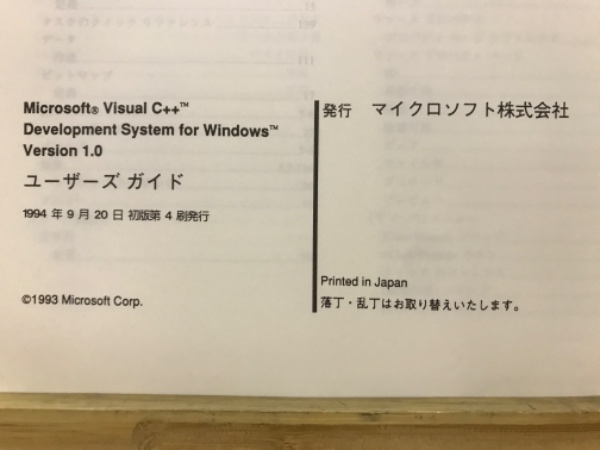 Microsoft® Visual C++™
Development System for Windows™
Version 1.0
ユーザーズ ガイド
1994 年 9 月 20 日 初版第 4 刷発行
©1993 Microsoft Corp.
発行 マイクロソフト株式会社
Printed in Japan
落丁・乱丁はお取り替えいたします。